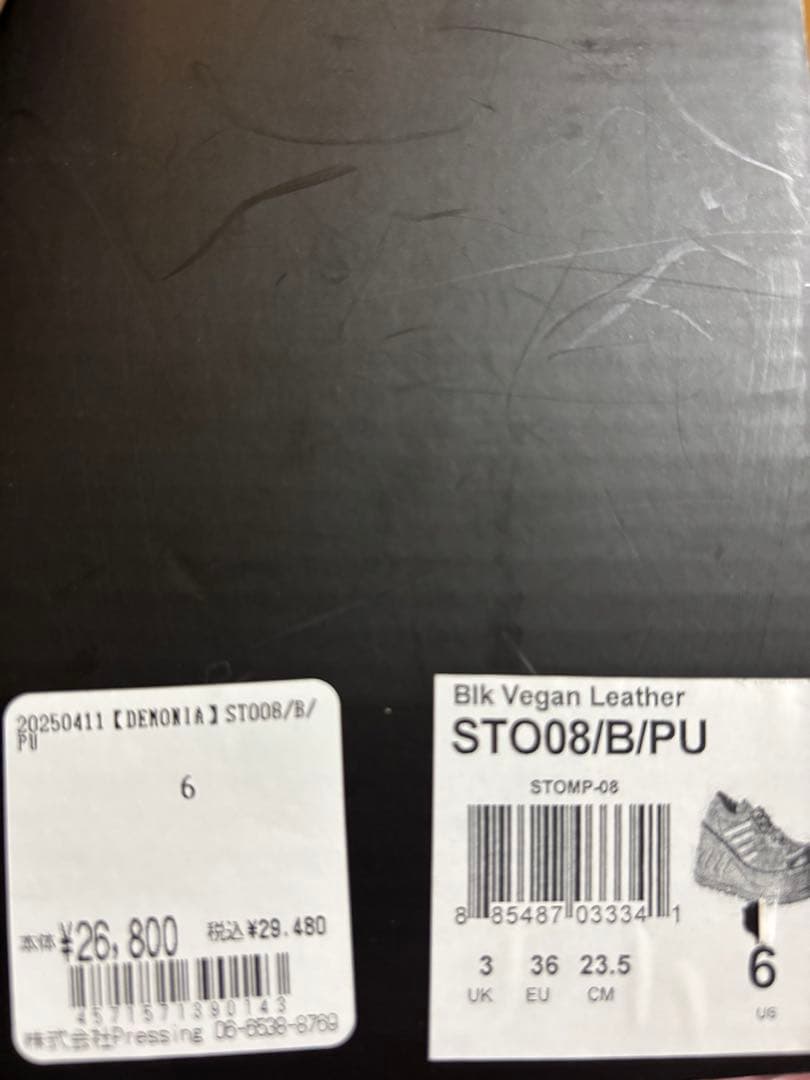 20250411【DEMONIA】STO08/B/
PU
6
本体 ¥26,800 税込 ¥29,480
4571571390143
株式会社Pressing 06-6538-8769
Blk Vegan Leather
STO08/B/PU
STOMP-08
8 85487 03334 1
3 36 23.5 6
UK EU CM US